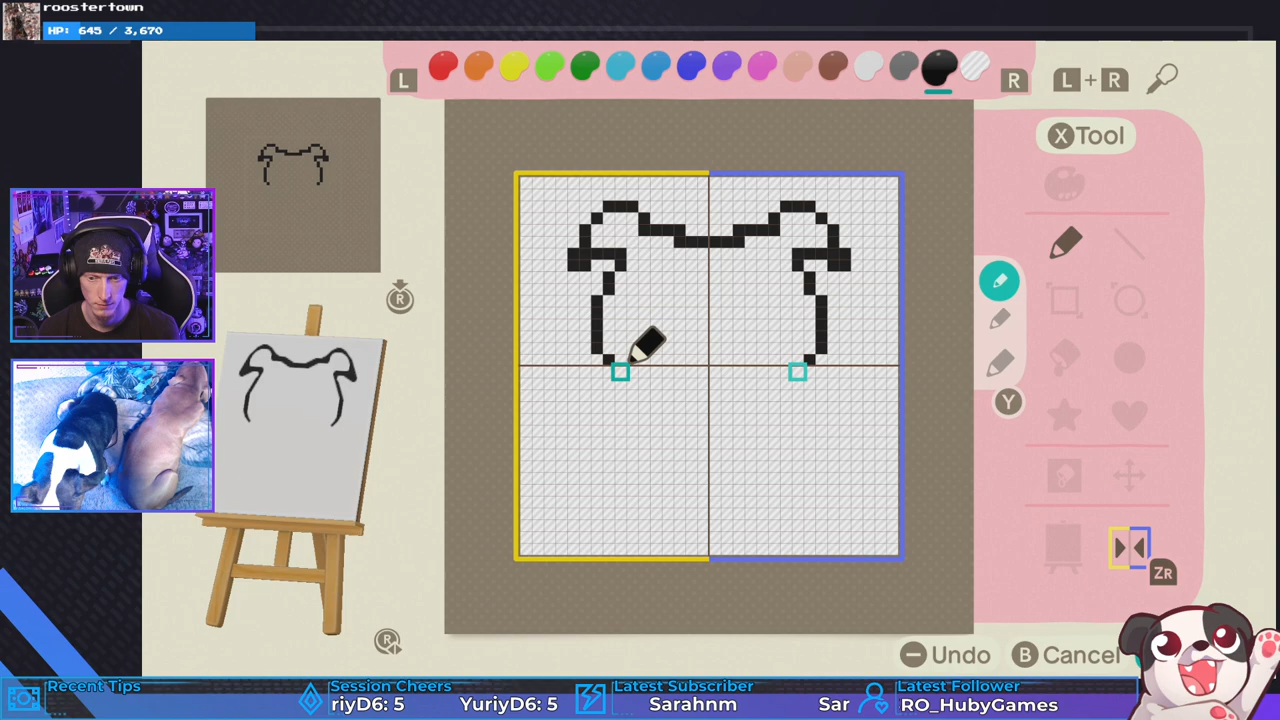 roostertown
HP: 645 / 3,670
L
R
L + R
X Tool
R
Y
ZR
R
Undo
B Cancel
Recent Tips
Session Cheers
riyD6: 5 YuriyD6: 5
Latest Subscriber
Sarahnm Sar
Latest Follower
RO_HubyGames